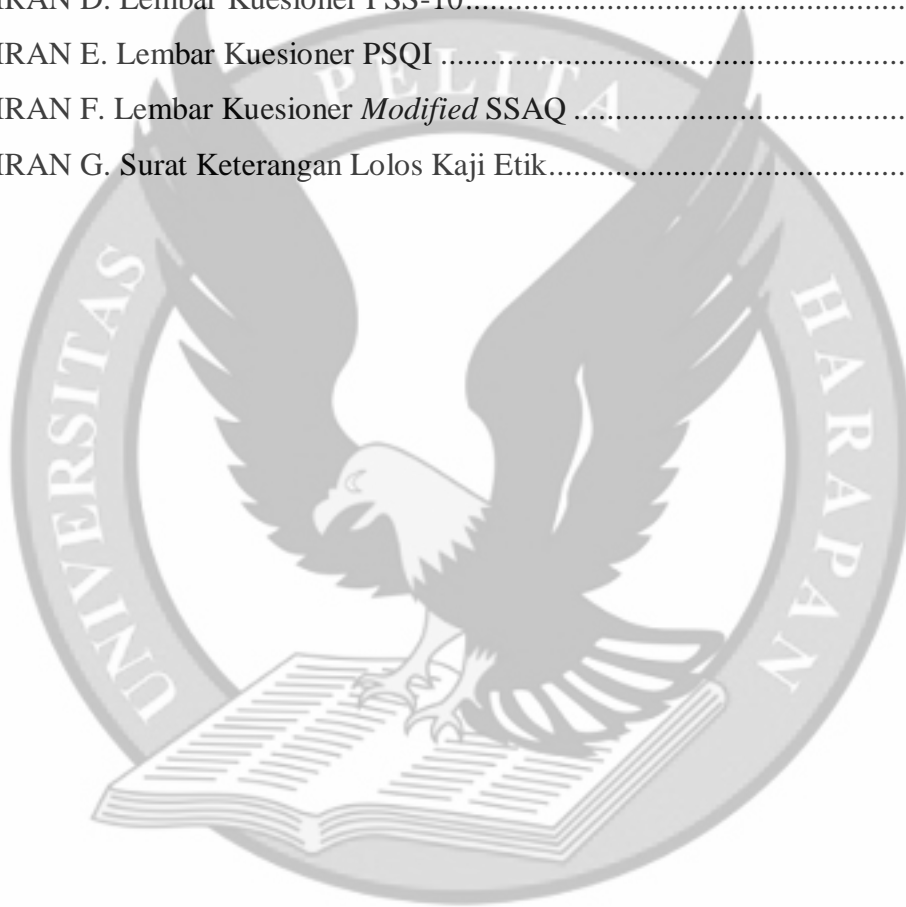 IRAN D. Lembar Kuesioner PSS-10.......................................................
IRAN E. Lembar Kuesioner PSQI .......................................................
IRAN F. Lembar Kuesioner Modified SSAQ .......................................................
IRAN G. Surat Keterangan Lolos Kaji Etik.......................................................
UNIVERSITAS PELITA HARAPAN